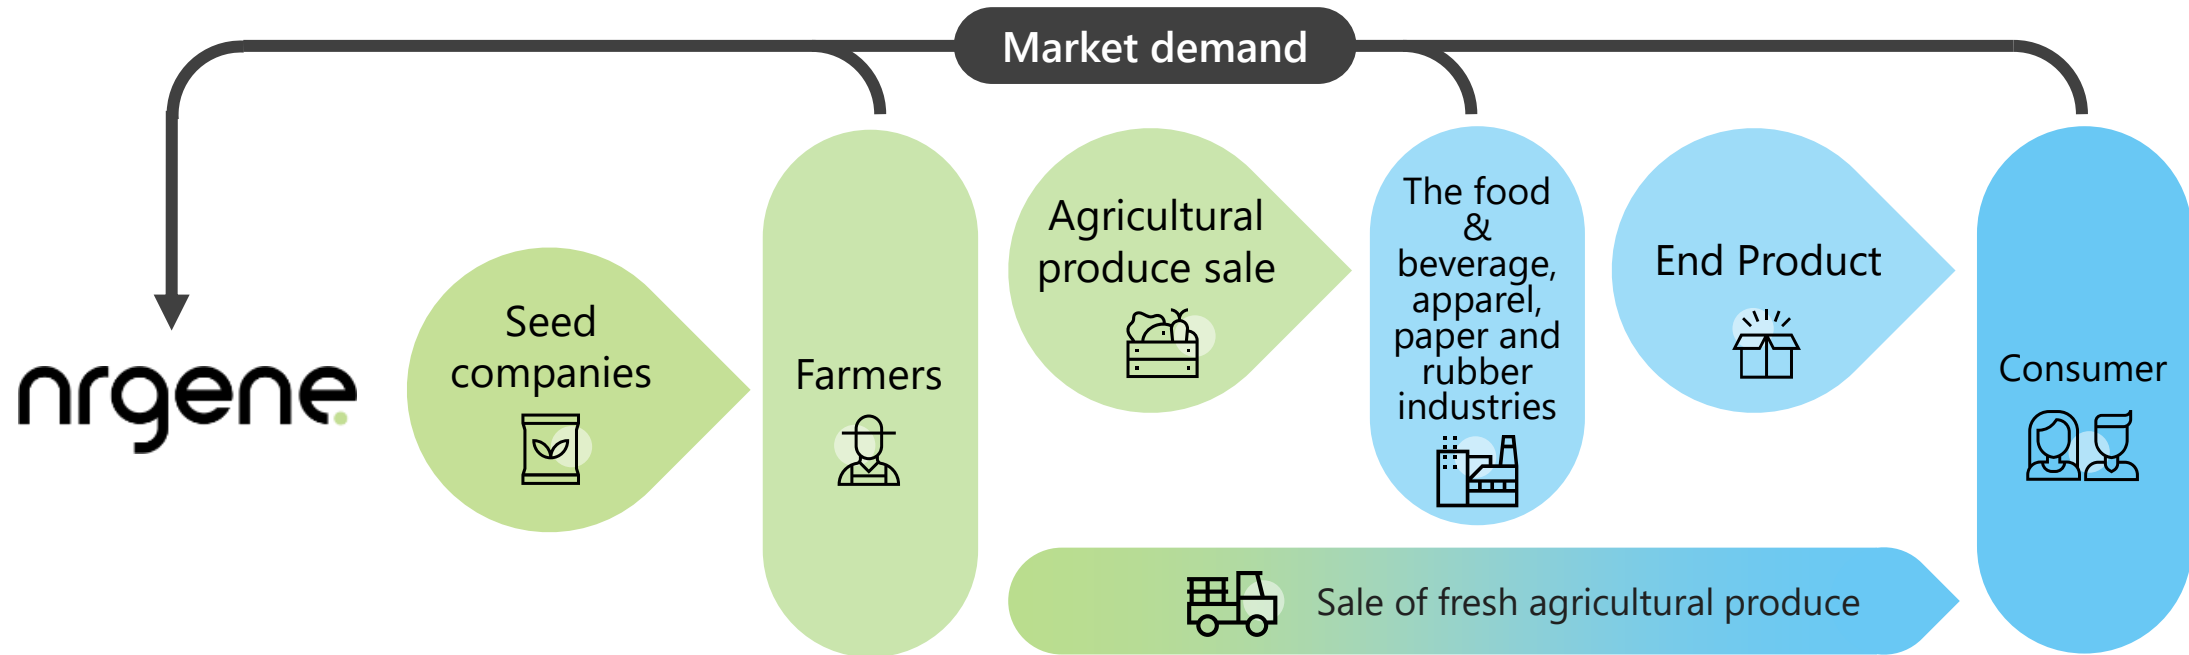 Market demand
nrgene
Seed
companies
Farmers
Agricultural
produce sale
The food
&
beverage,
apparel,
paper and
rubber
industries
End Product
Consumer
Sale of fresh agricultural produce